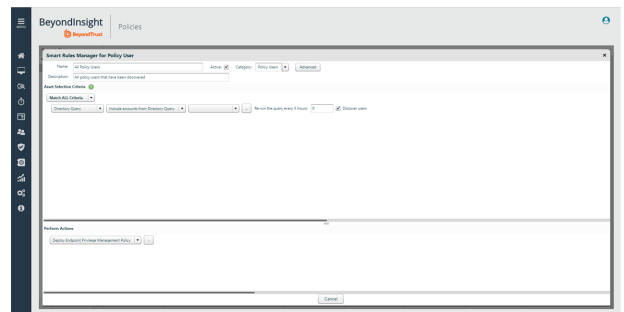 MENU
BeyondInsight
BeyondTrust
Policies
Smart Rules Manager for Policy User
Name: All Policy Users Active: Category: Policy Users Advanced
Description: All policy users that have been discovered
Asset Selection Criteria
Match ALL Criteria
Directory Query Include accounts from Directory Query ... Re-run the query every X hours: 0 Discover users
Perform Actions
Deploy Endpoint Privilege Management Policy ...
Cancel